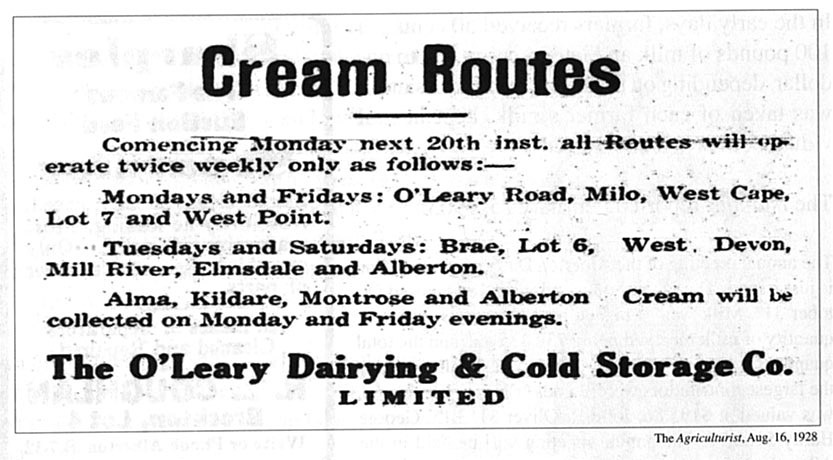 Cream Routes
Comencing Monday next 20th inst. all Routes will op-
erate twice weekly only as follows:—
Mondays and Fridays: O'Leary Road, Milo, West Cape,
Lot 7 and West Point.
Tuesdays and Saturdays: Brae, Lot 6, West. Devon,
Mill River, Elmsdale and Alberton.
Alma, Kildare, Montrose and Alberton Cream will be
collected on Monday and Friday evenings.
The O'Leary Dairying & Cold Storage Co.
LIMITED
The Agriculturist, Aug. 16, 1928